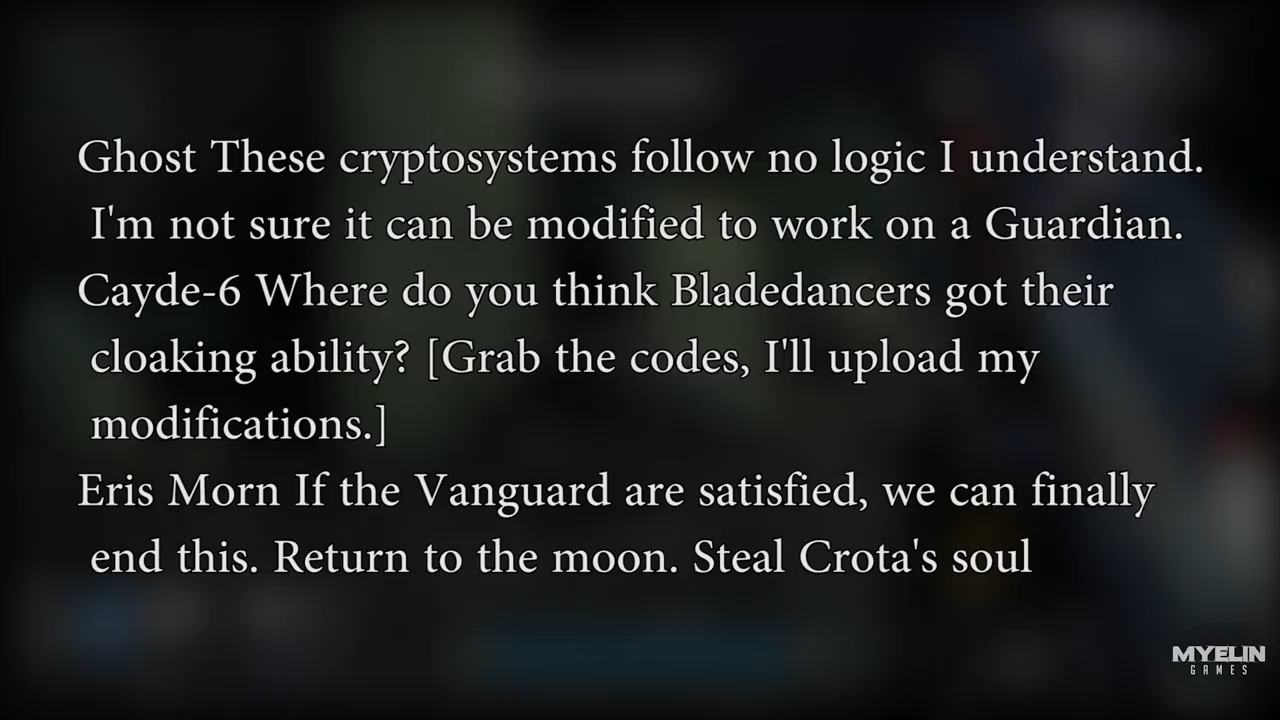 Ghost These cryptosystems follow no logic I understand.
I'm not sure it can be modified to work on a Guardian.
Cayde-6 Where do you think Bladedancers got their
cloaking ability? [Grab the codes, I'll upload my
modifications.]
Eris Morn If the Vanguard are satisfied, we can finally
end this. Return to the moon. Steal Crota's soul
MYELIN
GAMES